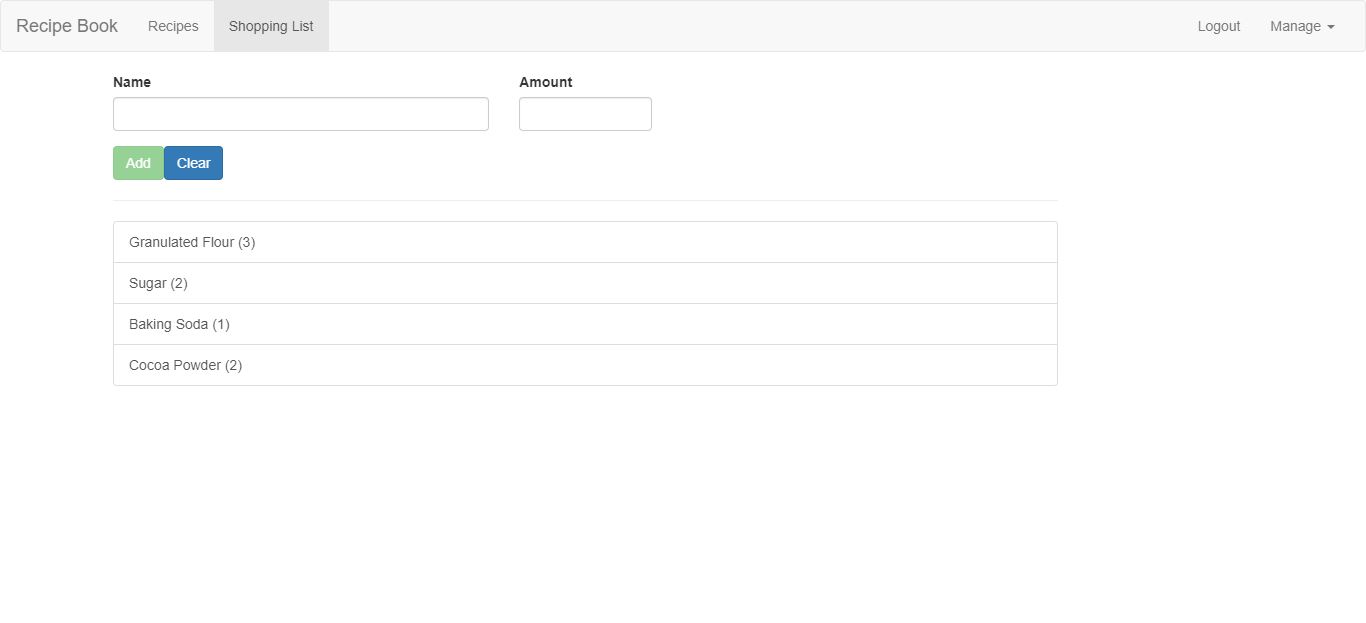 Recipe Book Recipes Shopping List Logout Manage
Name Amount
Add Clear
Granulated Flour (3)
Sugar (2)
Baking Soda (1)
Cocoa Powder (2)